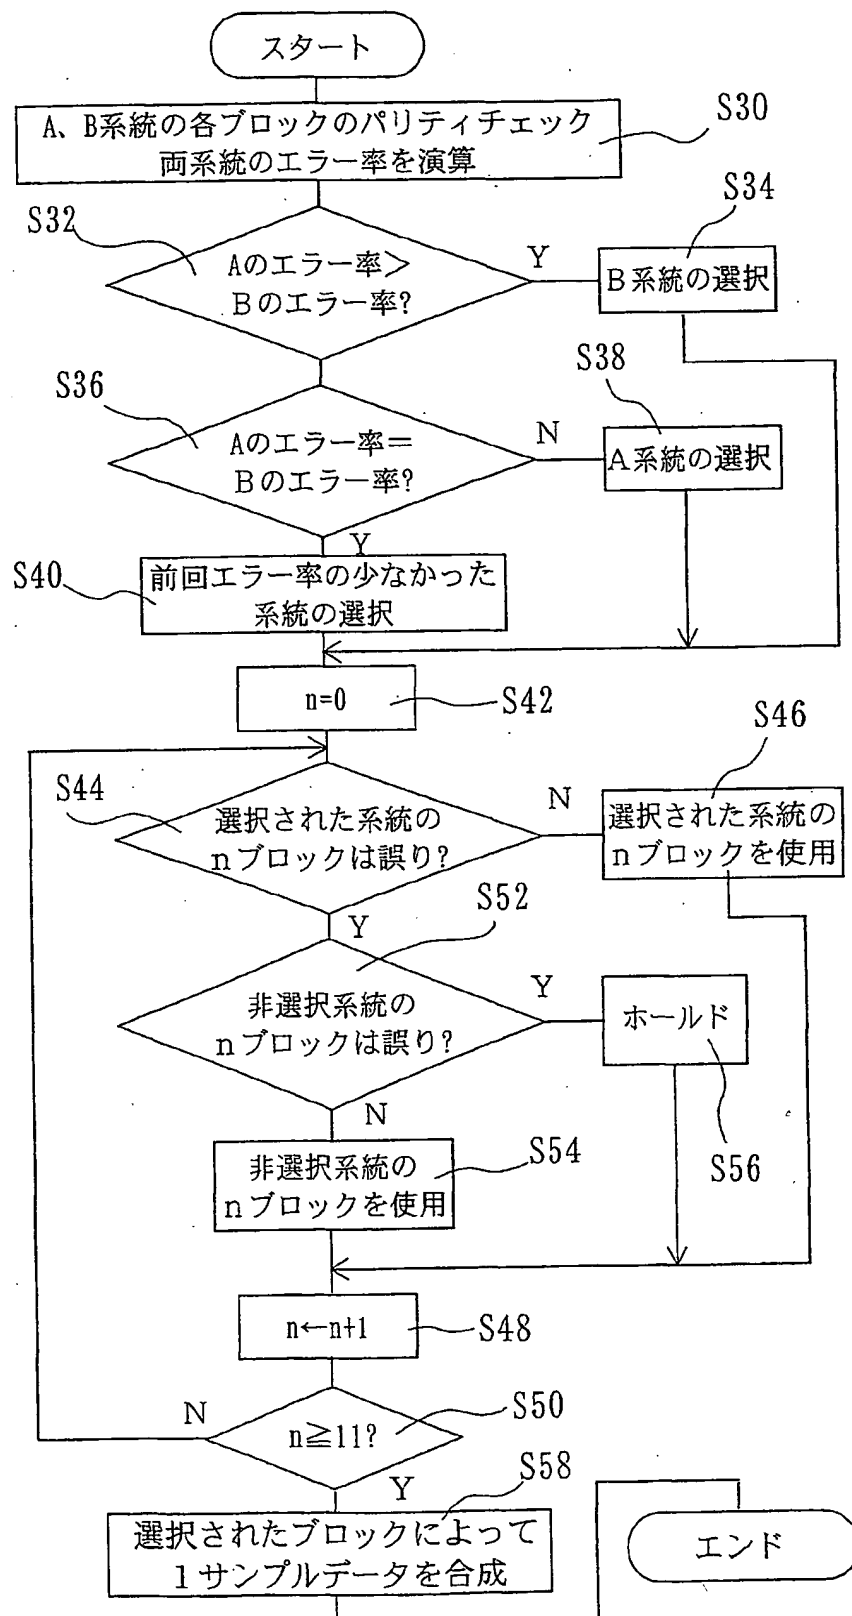 スタート
A、B系統の各ブロックのパリティチェック
両系統のエラー率を演算
S30
S32
Aのエラー率>
Bのエラー率?
Y
S34
B系統の選択
S36
Aのエラー率=
Bのエラー率?
N
S38
A系統の選択
Y
S40
前回エラー率の少なかった
系統の選択
n=0
S42
S44
選択された系統の
nブロックは誤り?
N
S46
選択された系統の
nブロックを使用
Y
S52
非選択系統の
nブロックは誤り?
Y
ホールド
S56
N
非選択系統の
nブロックを使用
S54
n←n+1
S48
N
n≧11?
S50
Y
S58
選択されたブロックによって
1サンプルデータを合成
エンド